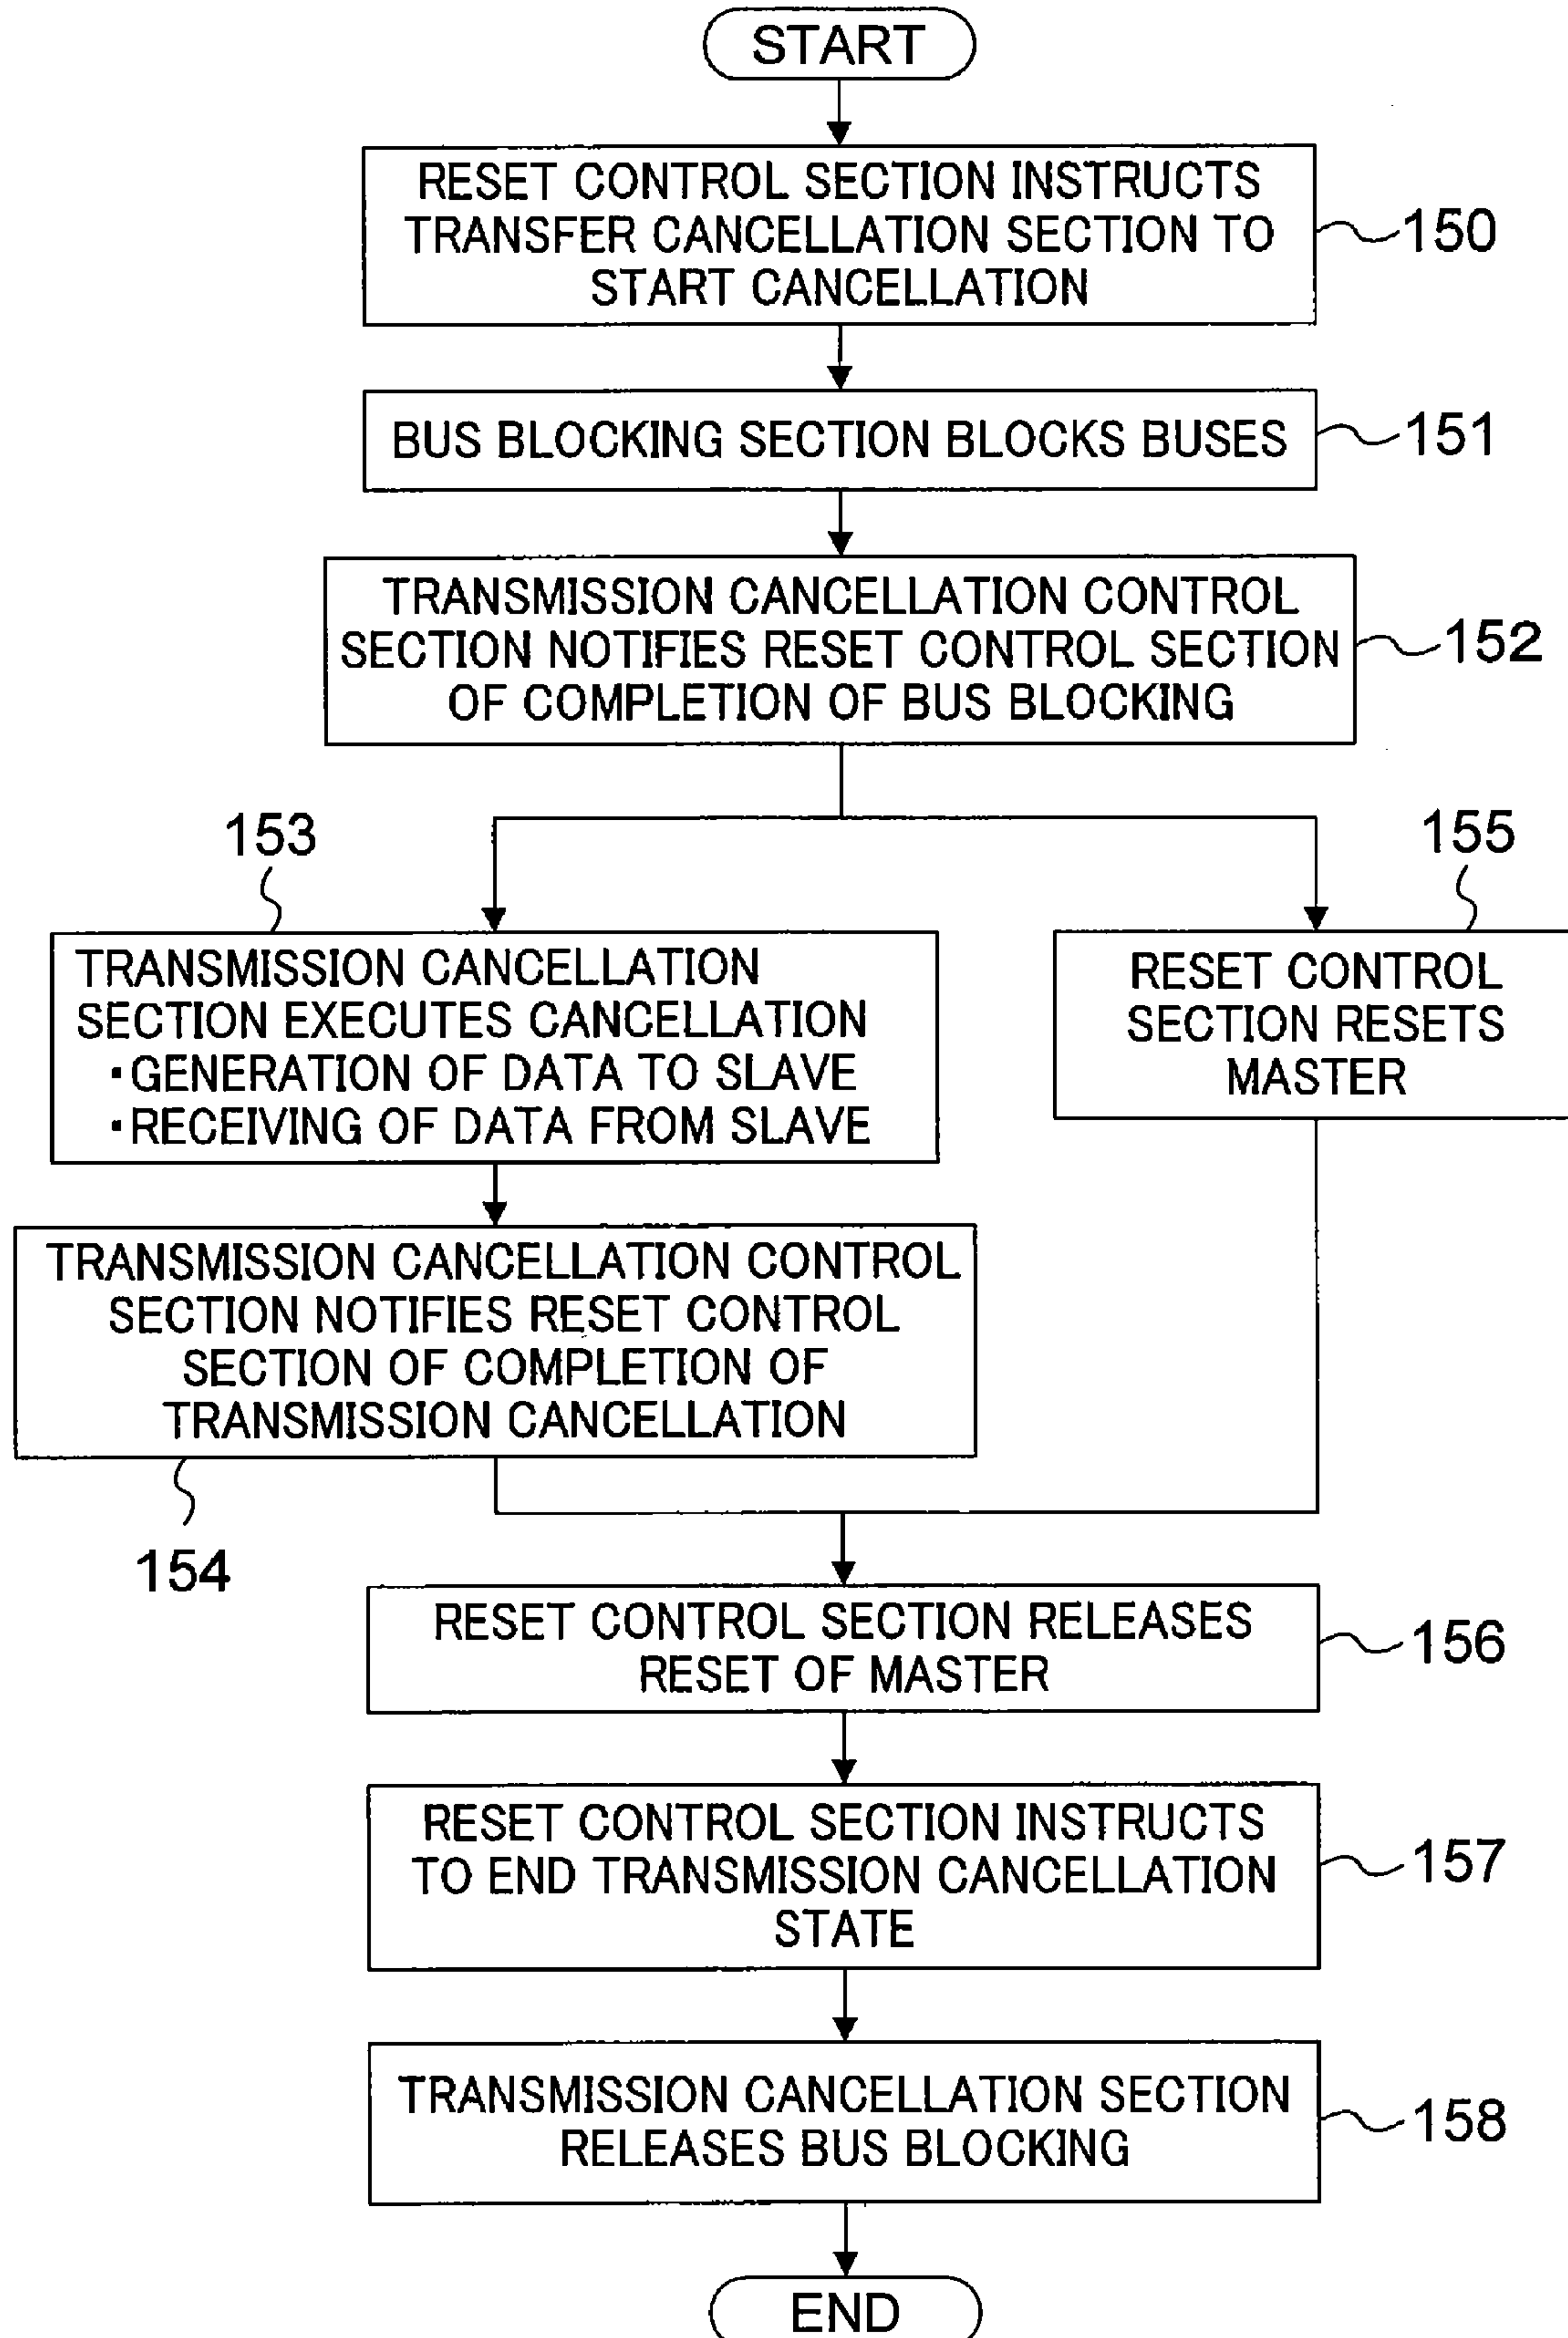 START
RESET CONTROL SECTION INSTRUCTS
TRANSFER CANCELLATION SECTION TO
START CANCELLATION
150
BUS BLOCKING SECTION BLOCKS BUSES
151
TRANSMISSION CANCELLATION CONTROL
SECTION NOTIFIES RESET CONTROL SECTION
OF COMPLETION OF BUS BLOCKING
152
153
TRANSMISSION CANCELLATION
SECTION EXECUTES CANCELLATION
・GENERATION OF DATA TO SLAVE
・RECEIVING OF DATA FROM SLAVE
155
RESET CONTROL
SECTION RESETS
MASTER
TRANSMISSION CANCELLATION CONTROL
SECTION NOTIFIES RESET CONTROL
SECTION OF COMPLETION OF
TRANSMISSION CANCELLATION
154
RESET CONTROL SECTION RELEASES
RESET OF MASTER
156
RESET CONTROL SECTION INSTRUCTS
TO END TRANSMISSION CANCELLATION
STATE
157
TRANSMISSION CANCELLATION SECTION
RELEASES BUS BLOCKING
158
END